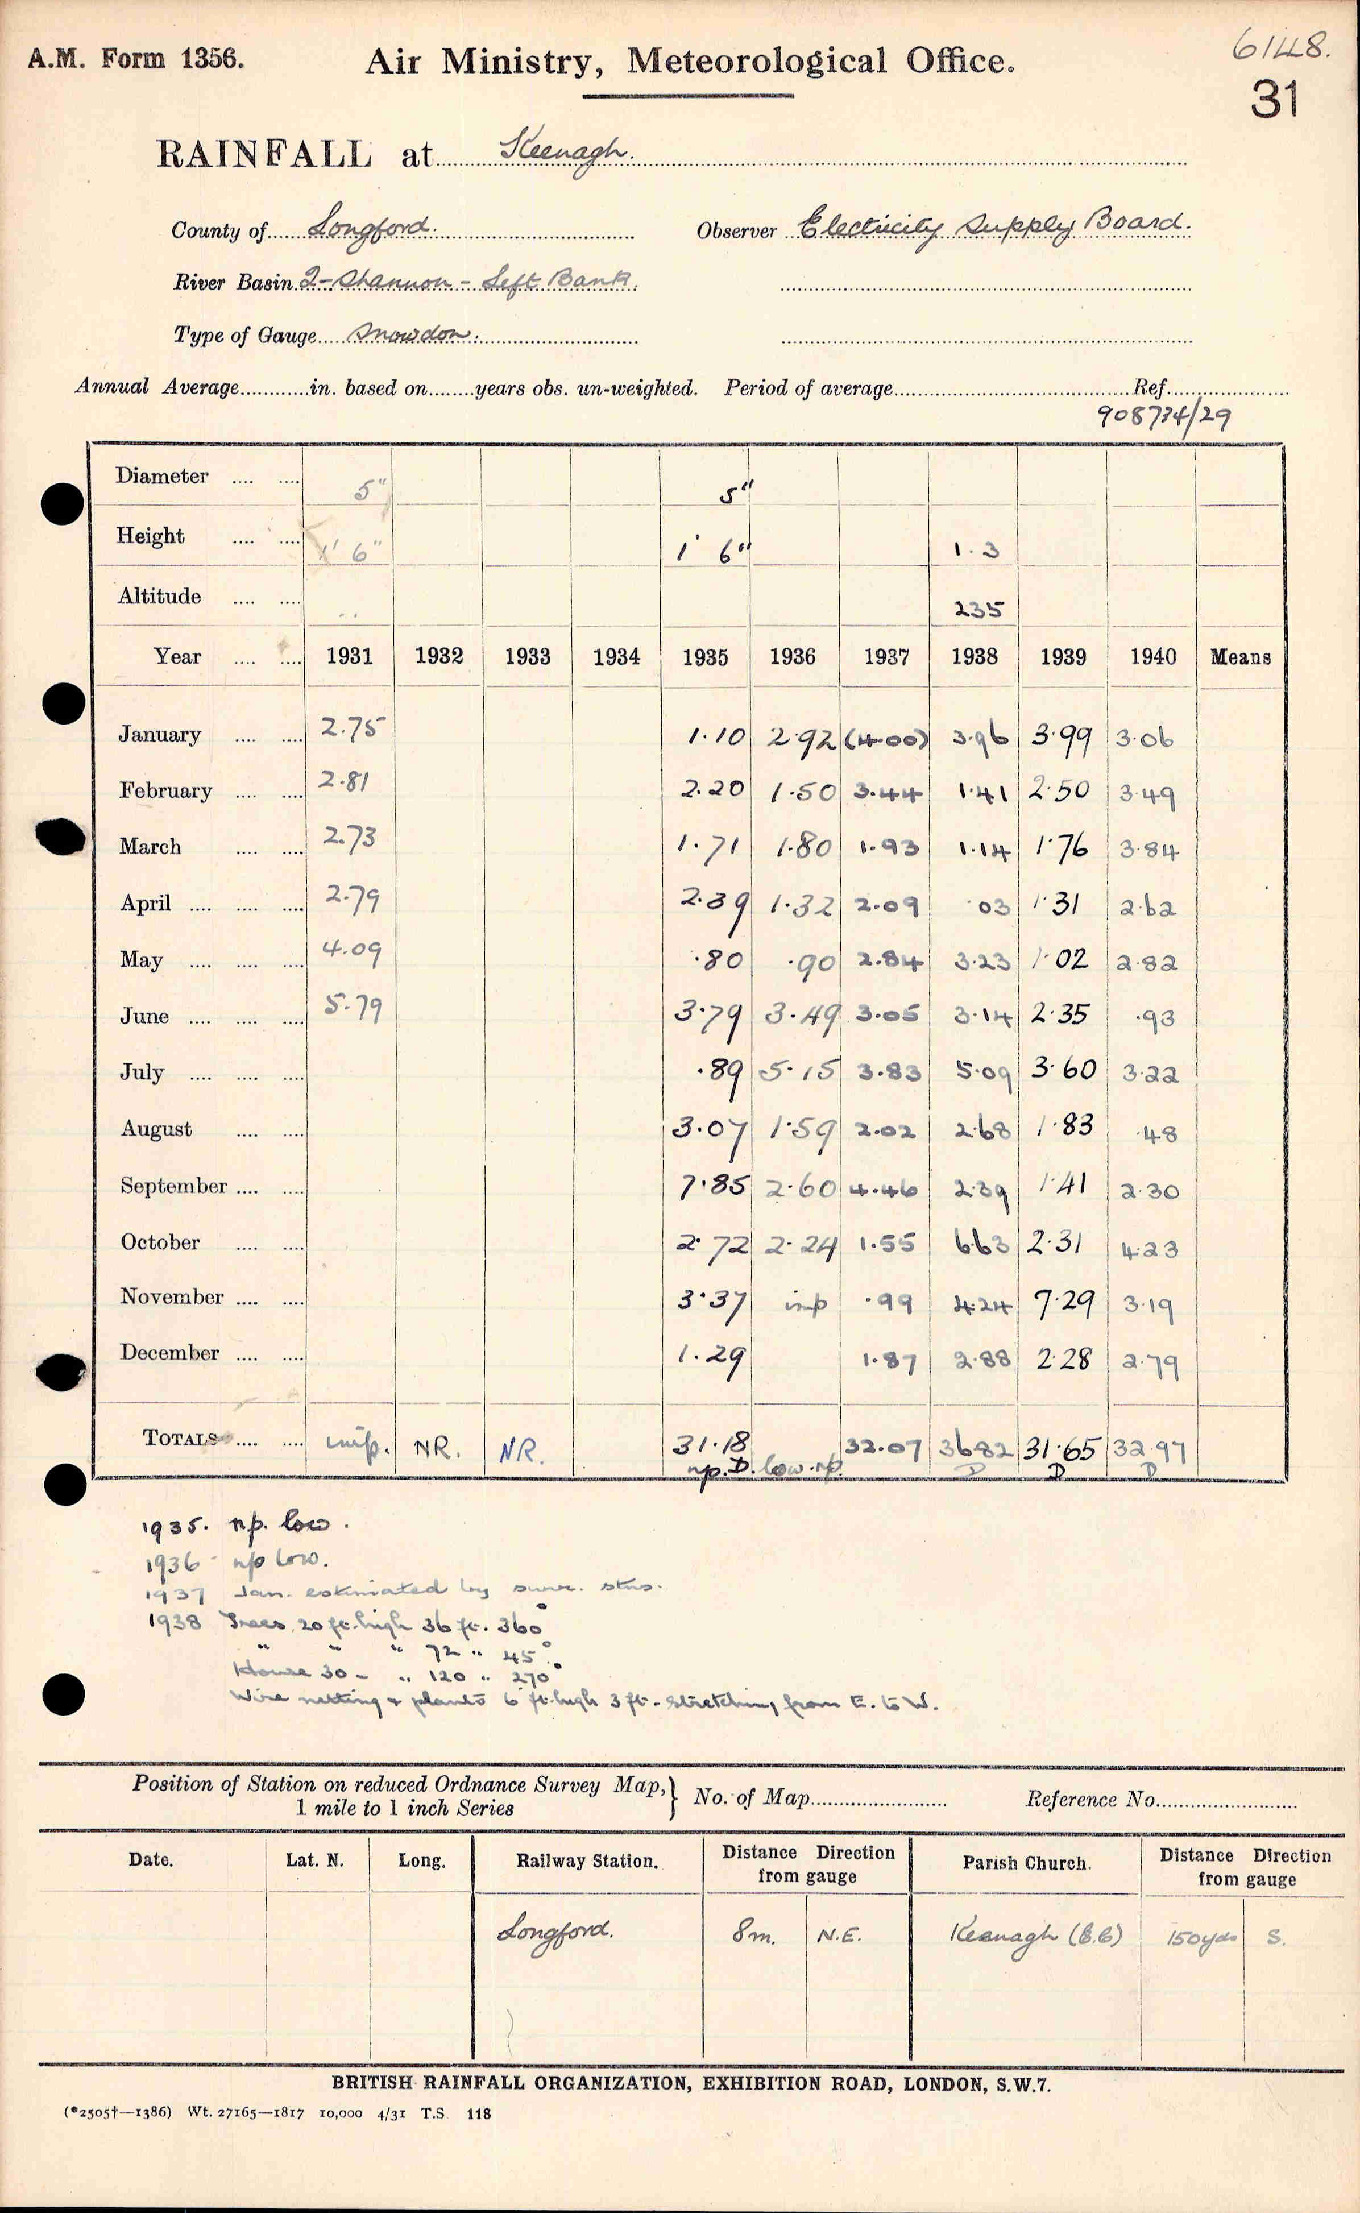 A.M. Form 1356.
Air Ministry, Meteorological Office.
6148.
31
RAINFALL at Keenagh.
County of Longford. Observer Electricity Supply Board.
River Basin 2-Shannon - Left Bank.
Type of Gauge Snowdon.
Annual Average in. based on years obs. un-weighted. Period of average Ref.
908734/29
Diameter 5" 5"
Height 1' 6" 1' 6" 1.3
Altitude 235
Year 1931 1932 1933 1934 1935 1936 1937 1938 1939 1940 Means
January 2.75 1.10 2.92 (4.00) 3.96 3.99 3.06
February 2.81 2.20 1.50 3.44 1.41 2.50 3.49
March 2.73 1.71 1.80 1.93 1.14 1.76 3.84
April 2.79 2.39 1.32 2.09 .03 1.31 2.62
May 4.09 .80 .90 2.84 3.23 1.02 2.82
June 5.79 3.79 3.49 3.05 3.14 2.35 .93
July .89 5.15 3.83 5.09 3.60 3.22
August 3.07 1.59 2.02 2.68 1.83 .48
September 7.85 2.60 4.46 2.39 1.41 2.30
October 2.72 2.24 1.55 6.63 2.31 4.23
November 3.37 inp .99 4.24 7.29 3.19
December 1.29 1.87 2.88 2.28 2.79
TOTALS imp. NR. NR. 31.18 32.07 36.82 31.65 32.97
np. D. low np. D D D
1935. np. low.
1936 - np low.
1937 Jan. estimated by surr. stns.
1938 Trees 20 ft. high 36 ft. 360°
" " " 72 " 45°
House 30 - " 120 " 270°
Wire netting & plants 6 ft. high 3 ft. - stretching from E. to W.
Position of Station on reduced Ordnance Survey Map,} No. of Map Reference No.
1 mile to 1 inch Series
Date. Lat. N. Long. Railway Station. Distance Direction from gauge Parish Church. Distance Direction from gauge
Longford. 8m. N.E. Keenagh 150yds S.
BRITISH RAINFALL ORGANIZATION, EXHIBITION ROAD, LONDON, S.W.7.
(*2505†—1386) Wt. 27165—1817 10,000 4/31 T.S. 118